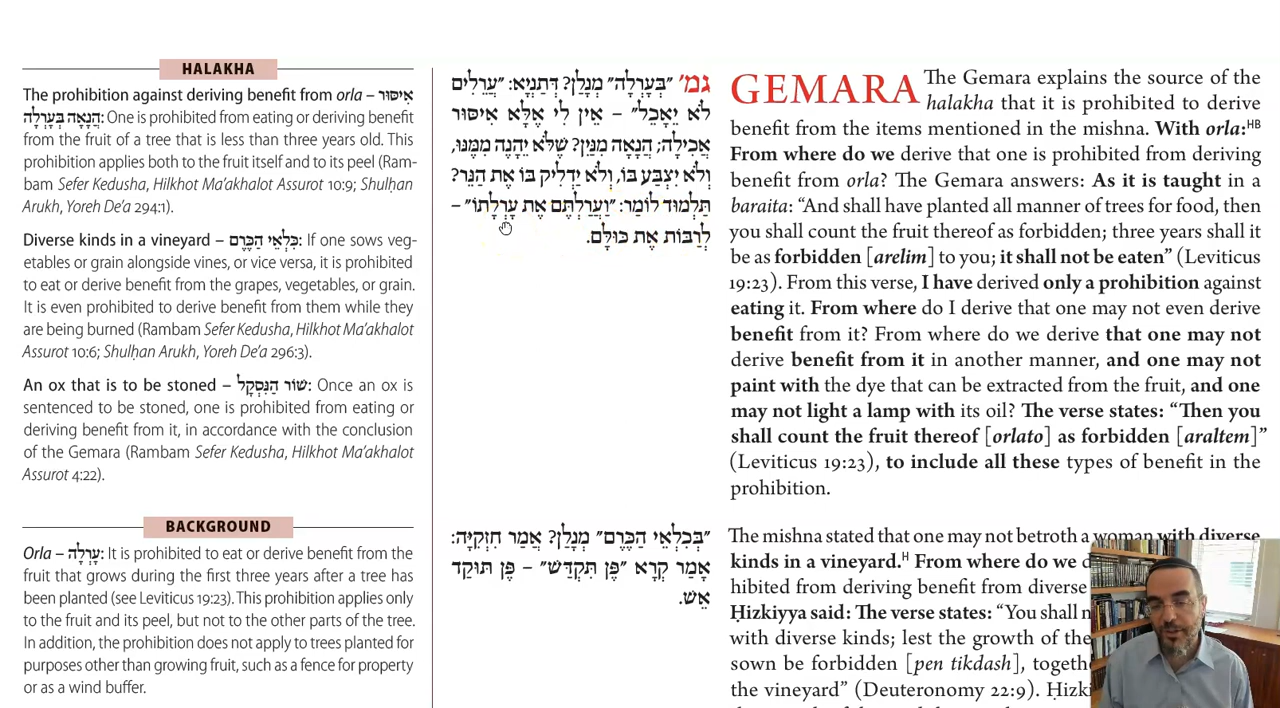 HALAKHA
The prohibition against deriving benefit from orla – אִיסּוּר
הֲנָאָה בְּעׇרְלָה: One is prohibited from eating or deriving benefit
from the fruit of a tree that is less than three years old. This
prohibition applies both to the fruit itself and to its peel (Ram-
bam Sefer Kedusha, Hilkhot Ma'akhalot Assurot 10:9; Shulḥan
Arukh, Yoreh De'a 294:1).
Diverse kinds in a vineyard – כִּלְאֵי הַכֶּרֶם: If one sows veg-
etables or grain alongside vines, or vice versa, it is prohibited
to eat or derive benefit from the grapes, vegetables, or grain.
It is even prohibited to derive benefit from them while they
are being burned (Rambam Sefer Kedusha, Hilkhot Ma'akhalot
Assurot 10:6; Shulḥan Arukh, Yoreh De'a 296:3).
An ox that is to be stoned – שׁוֹר הַנִּסְקָל: Once an ox is
sentenced to be stoned, one is prohibited from eating or
deriving benefit from it, in accordance with the conclusion
of the Gemara (Rambam Sefer Kedusha, Hilkhot Ma'akhalot
Assurot 4:22).
BACKGROUND
Orla – עׇרְלָה: It is prohibited to eat or derive benefit from the
fruit that grows during the first three years after a tree has
been planted (see Leviticus 19:23). This prohibition applies only
to the fruit and its peel, but not to the other parts of the tree.
In addition, the prohibition does not apply to trees planted for
purposes other than growing fruit, such as a fence for property
or as a wind buffer.
גמ׳ ״בְּעׇרְלָה״ מְנָלַן? דְּתַנְיָא: ״עֲרֵלִים
לֹא יֵאָכֵל״ – אֵין לִי אֶלָּא אִיסּוּר
אֲכִילָה; הֲנָאָה מִנַּיִן? שֶׁלֹּא יֵהָנֶה מִמֶּנּוּ,
וְלֹא יִצְבַּע בּוֹ, וְלֹא יַדְלִיק בּוֹ אֶת הַנֵּר?
תַּלְמוּד לוֹמַר: ״וַעֲרַלְתֶּם אֶת עׇרְלָתוֹ״ –
לְרַבּוֹת אֶת כּוּלָּם.
״בְּכִלְאֵי הַכֶּרֶם״ מְנָלַן? אֲמַר חִזְקִיָּה:
אָמַר קְרָא ״פֶּן תִּקְדַּשׁ״ – פֶּן תּוּקַד
אֵשׁ.
GEMARA The Gemara explains the source of the
halakha that it is prohibited to derive
benefit from the items mentioned in the mishna. With orla:ᴴᴮ
From where do we derive that one is prohibited from deriving
benefit from orla? The Gemara answers: As it is taught in a
baraita: “And shall have planted all manner of trees for food, then
you shall count the fruit thereof as forbidden; three years shall it
be as forbidden [arelim] to you; it shall not be eaten” (Leviticus
19:23). From this verse, I have derived only a prohibition against
eating it. From where do I derive that one may not even derive
benefit from it? From where do we derive that one may not
derive benefit from it in another manner, and one may not
paint with the dye that can be extracted from the fruit, and one
may not light a lamp with its oil? The verse states: “Then you
shall count the fruit thereof [orlato] as forbidden [araltem]”
(Leviticus 19:23), to include all these types of benefit in the
prohibition.
The mishna stated that one may not betroth a woman with diverse
kinds in a vineyard.ᴴ From where do we
hibited from deriving benefit from diverse
Ḥizkiyya said: The verse states: “You shall
with diverse kinds; lest the growth of the
sown be forbidden [pen tikdash],
the vineyard” (Deuteronomy 22:9).